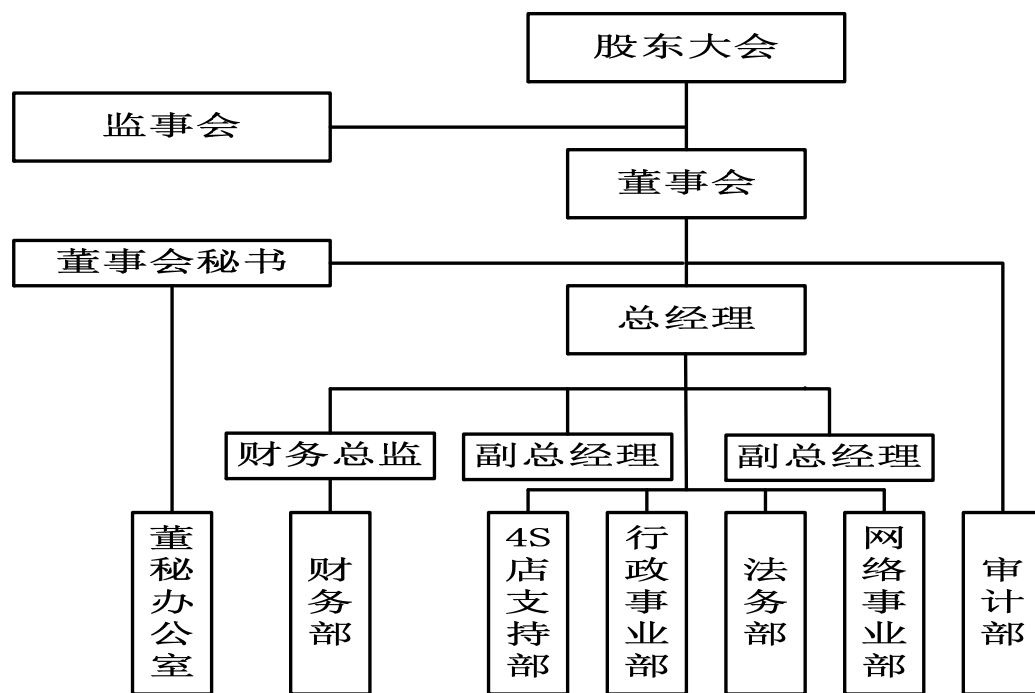 股东大会
监事会
董事会
董事会秘书
总经理
财务总监
副总经理
副总经理
董秘办公室
财务部
4S店支持部
行政事业部
法务部
网络事业部
审计部